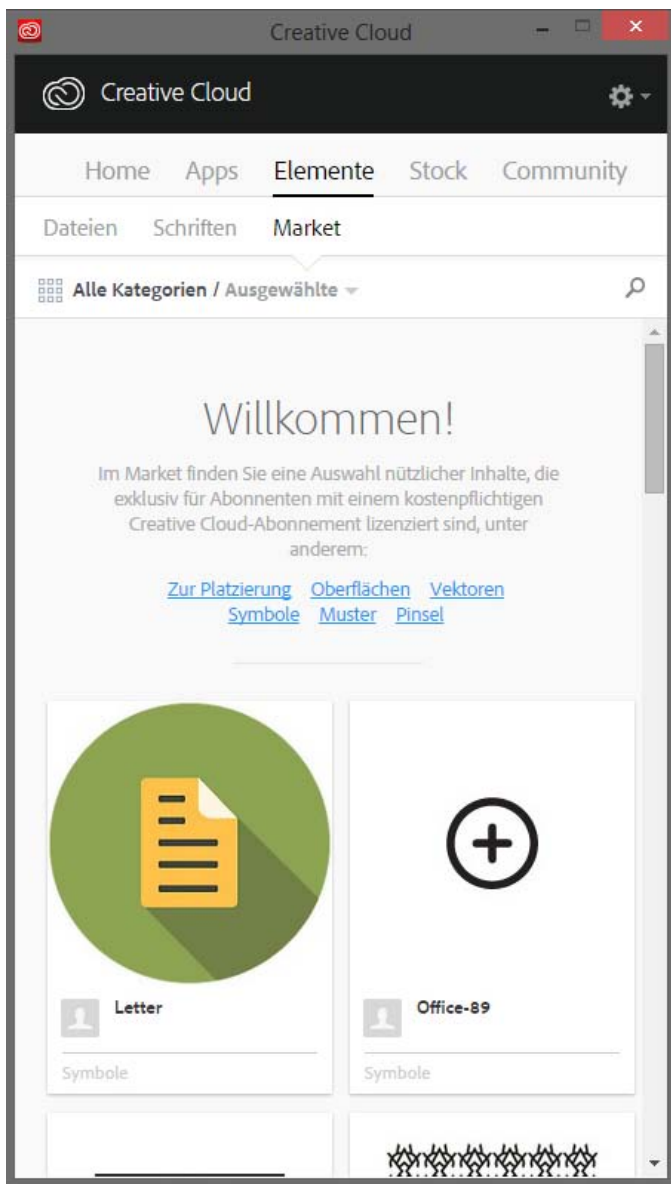 Creative Cloud
Creative Cloud
Home Apps Elemente Stock Community
Dateien Schriften Market
Alle Kategorien / Ausgewählte
Willkommen!
Im Market finden Sie eine Auswahl nützlicher Inhalte, die
exklusiv für Abonnenten mit einem kostenpflichtigen
Creative Cloud-Abonnement lizenziert sind, unter
anderem:
Zur Platzierung Oberflächen Vektoren
Symbole Muster Pinsel
Letter
Office-89
Symbole
Symbole